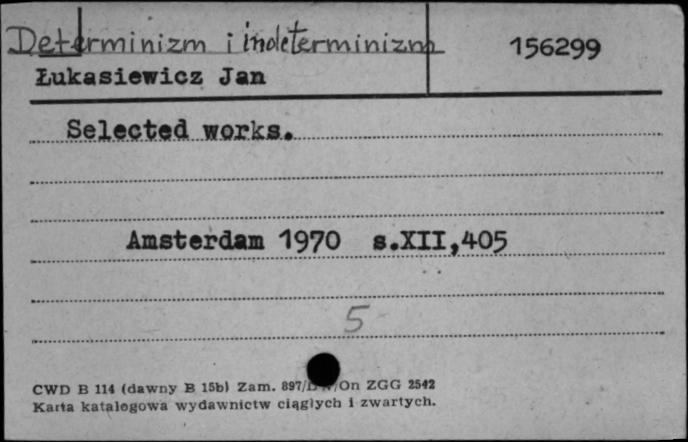 Determinizm i indeterminizm
156299
Łukasiewicz Jan
Selected works.
Amsterdam 1970 s.XII,405
5
CWD B 114 (dawny B 15b) Zam. 897/ /On ZGG 2542
Karta katalogowa wydawnictw ciągłych i zwartych.